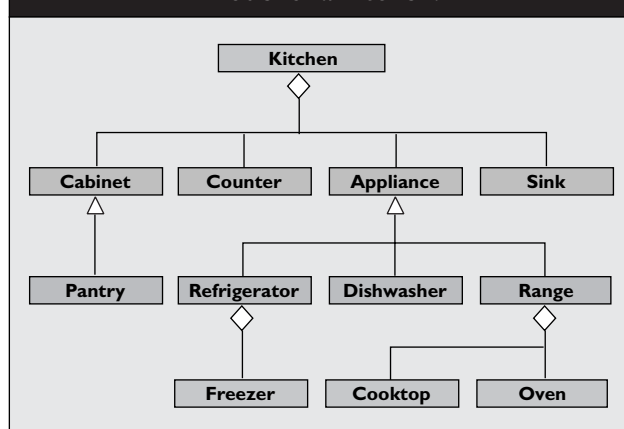 Kitchen
Cabinet Counter Appliance Sink
Pantry Refrigerator Dishwasher Range
Freezer Cooktop Oven